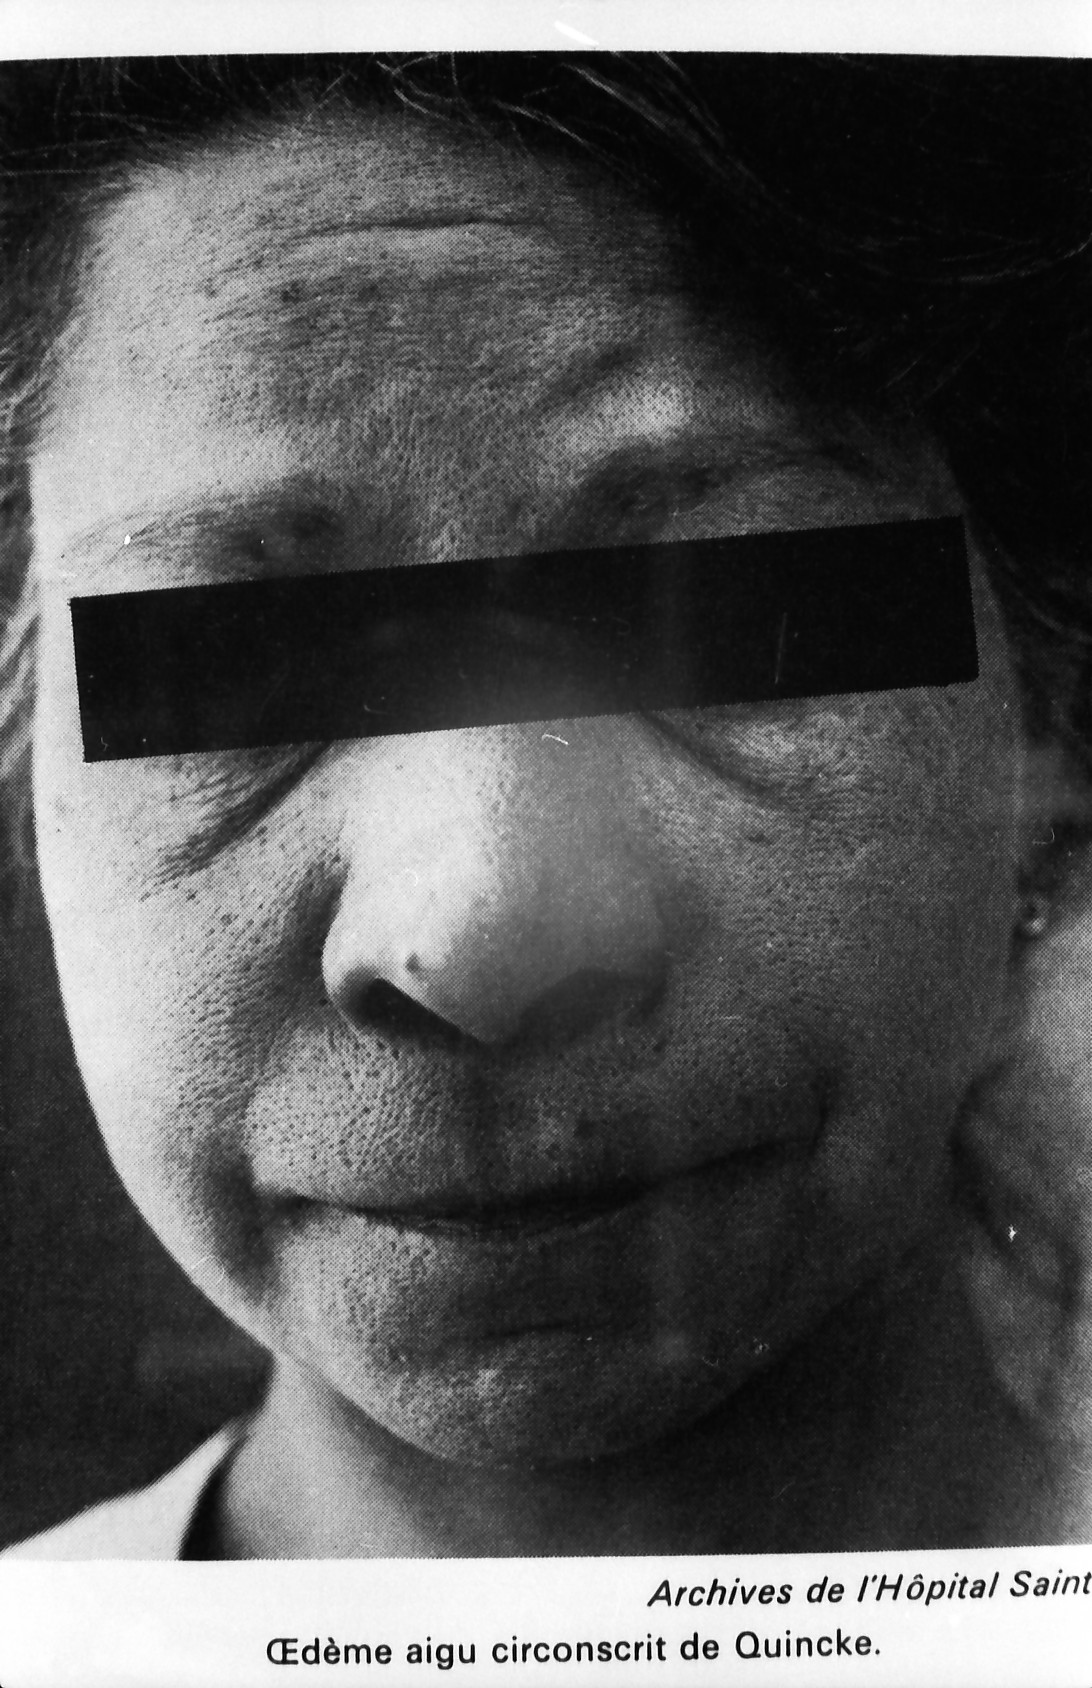 Archives de l'Hôpital Saint
Œdème aigu circonscrit de Quincke.